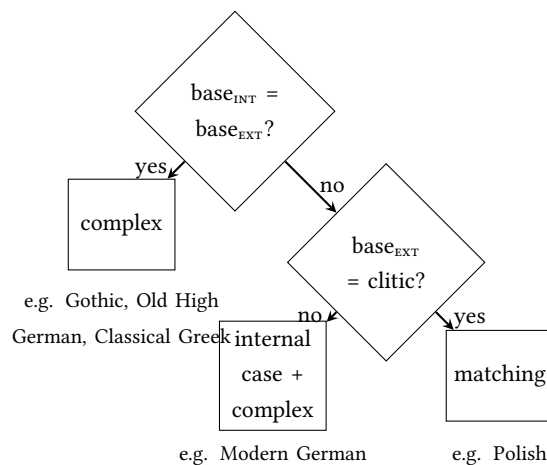 base_INT =
base_EXT?
yes
no
complex
base_EXT
= clitic?
e.g. Gothic, Old High
German, Classical Greek
no
yes
internal
case +
complex
matching
e.g. Modern German
e.g. Polish